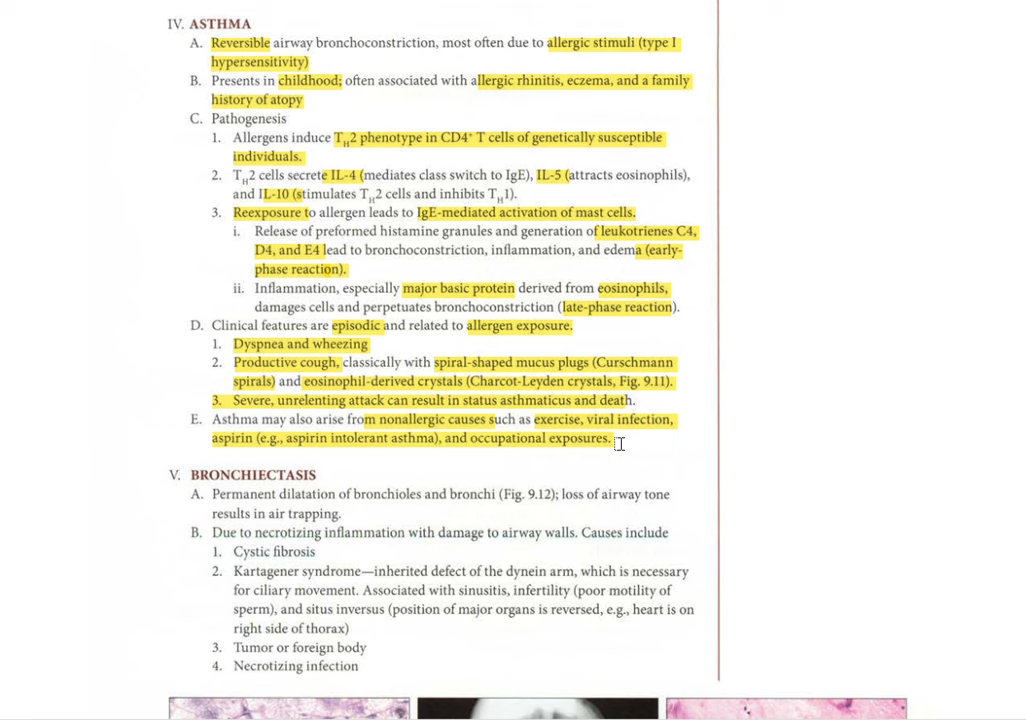 IV. ASTHMA
A. Reversible airway bronchoconstriction, most often due to allergic stimuli (type I
hypersensitivity)
B. Presents in childhood; often associated with allergic rhinitis, eczema, and a family
history of atopy
C. Pathogenesis
1. Allergens induce TH2 phenotype in CD4+ T cells of genetically susceptible
individuals.
2. TH2 cells secrete IL-4 (mediates class switch to IgE), IL-5 (attracts eosinophils),
and IL-10 (stimulates TH2 cells and inhibits TH1).
3. Reexposure to allergen leads to IgE-mediated activation of mast cells.
i. Release of preformed histamine granules and generation of leukotrienes C4,
D4, and E4 lead to bronchoconstriction, inflammation, and edema (early-
phase reaction).
ii. Inflammation, especially major basic protein derived from eosinophils,
damages cells and perpetuates bronchoconstriction (late-phase reaction).
D. Clinical features are episodic and related to allergen exposure.
1. Dyspnea and wheezing
2. Productive cough, classically with spiral-shaped mucus plugs (Curschmann
spirals) and eosinophil-derived crystals (Charcot-Leyden crystals, Fig. 9.11).
3. Severe, unrelenting attack can result in status asthmaticus and death.
E. Asthma may also arise from nonallergic causes such as exercise, viral infection,
aspirin (e.g., aspirin intolerant asthma), and occupational exposures.
V. BRONCHIECTASIS
A. Permanent dilatation of bronchioles and bronchi (Fig. 9.12); loss of airway tone
results in air trapping.
B. Due to necrotizing inflammation with damage to airway walls. Causes include
1. Cystic fibrosis
2. Kartagener syndrome—inherited defect of the dynein arm, which is necessary
for ciliary movement. Associated with sinusitis, infertility (poor motility of
sperm), and situs inversus (position of major organs is reversed, e.g., heart is on
right side of thorax)
3. Tumor or foreign body
4. Necrotizing infection